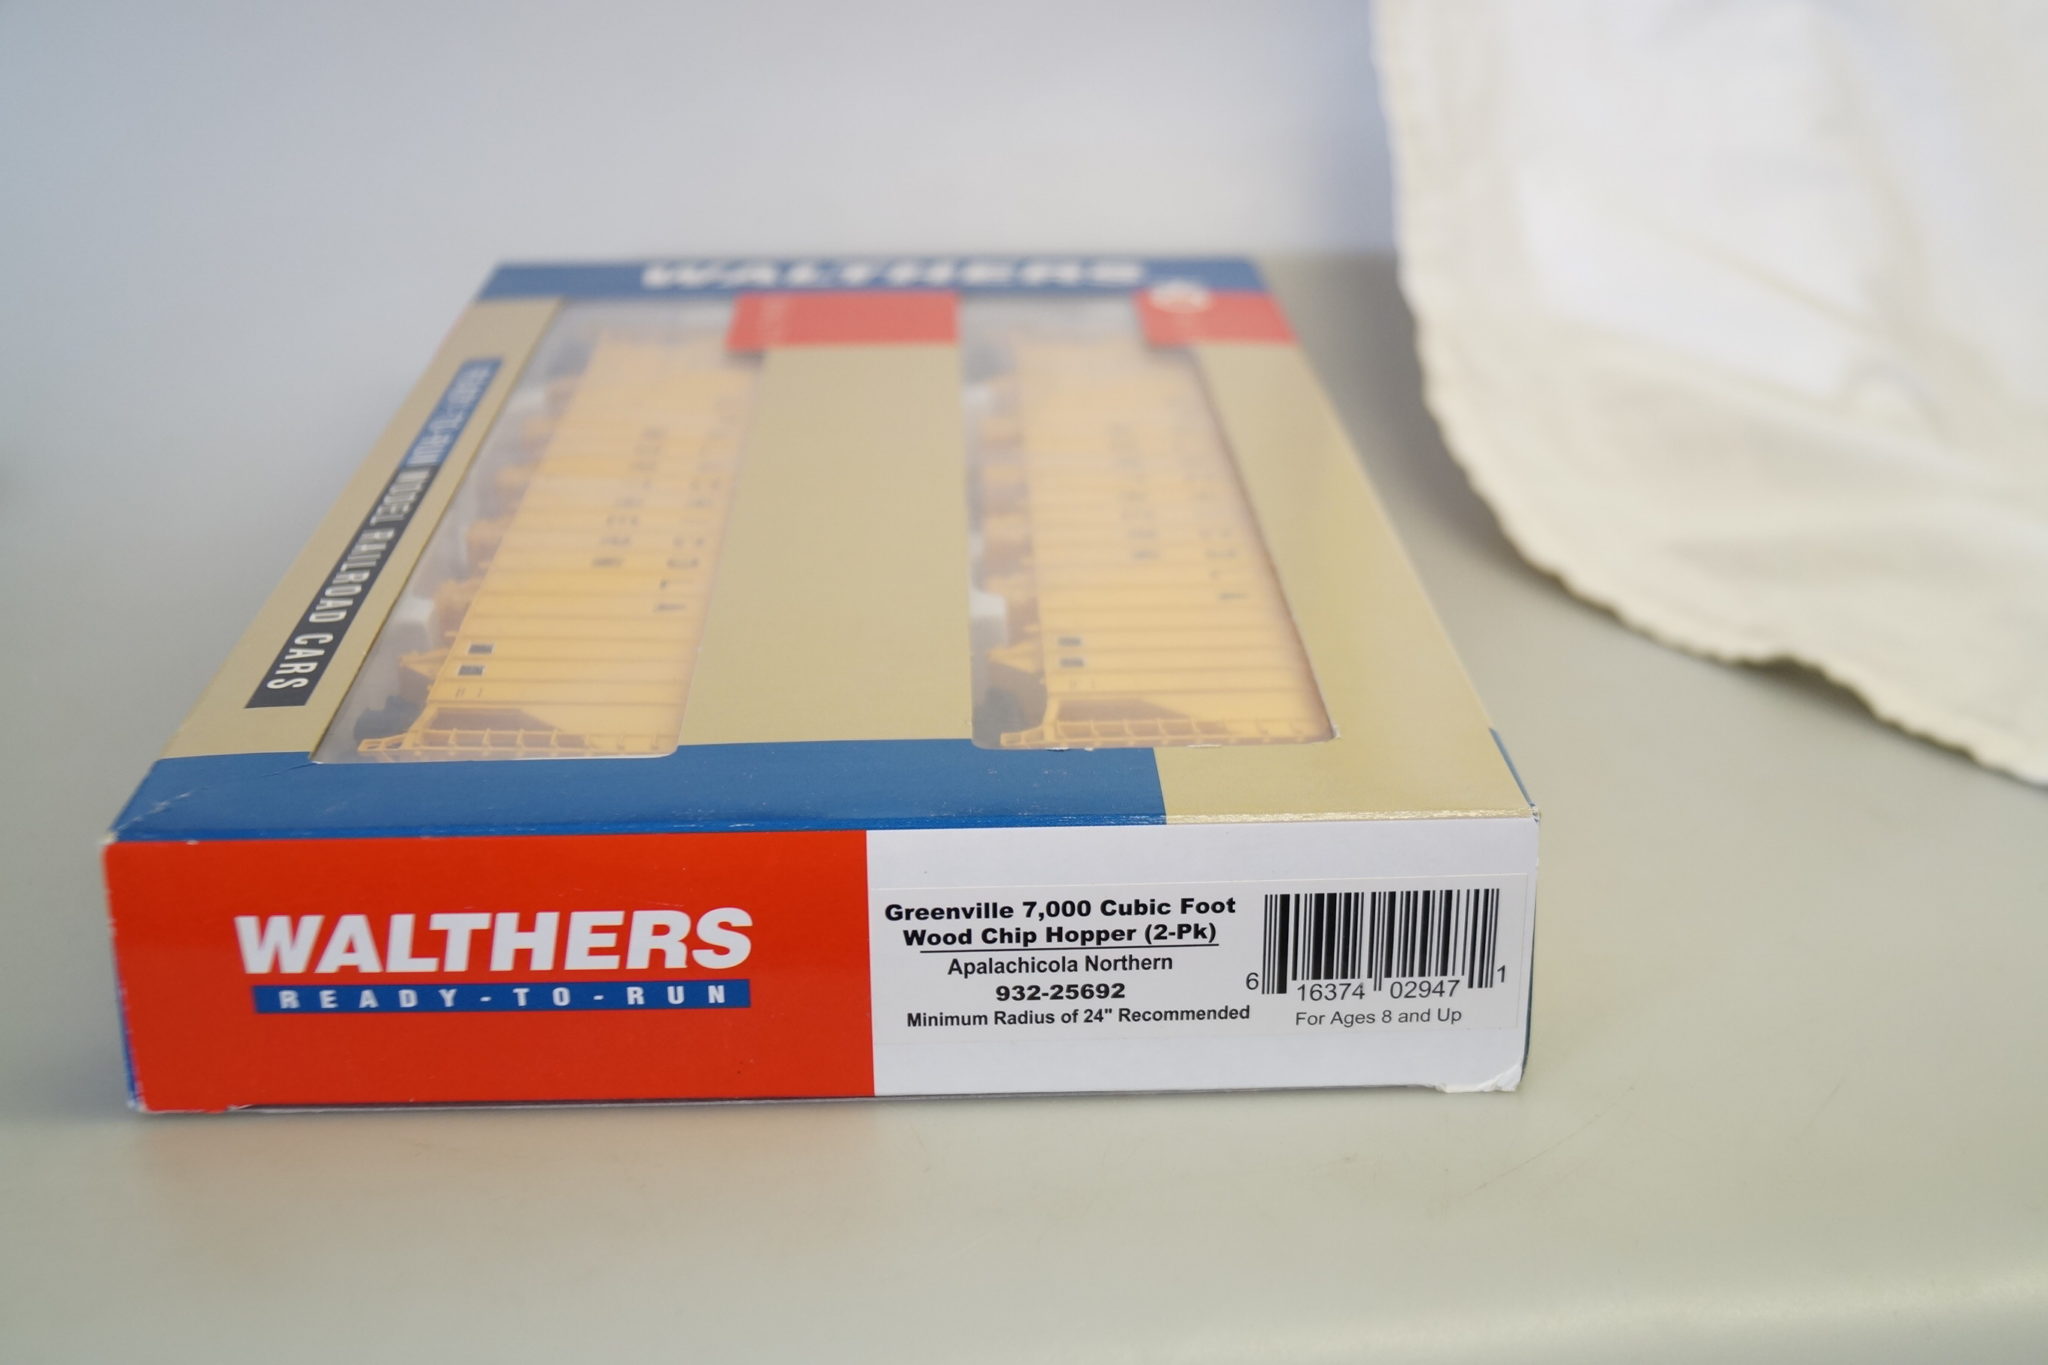 WALTHERS
READY-TO-RUN MODEL RAILROAD CARS
WALTHERS
READY-TO-RUN
Greenville 7,000 Cubic Foot
Wood Chip Hopper (2-Pk)
Apalachicola Northern
932-25692
Minimum Radius of 24" Recommended
6 16374 02947 1
For Ages 8 and Up